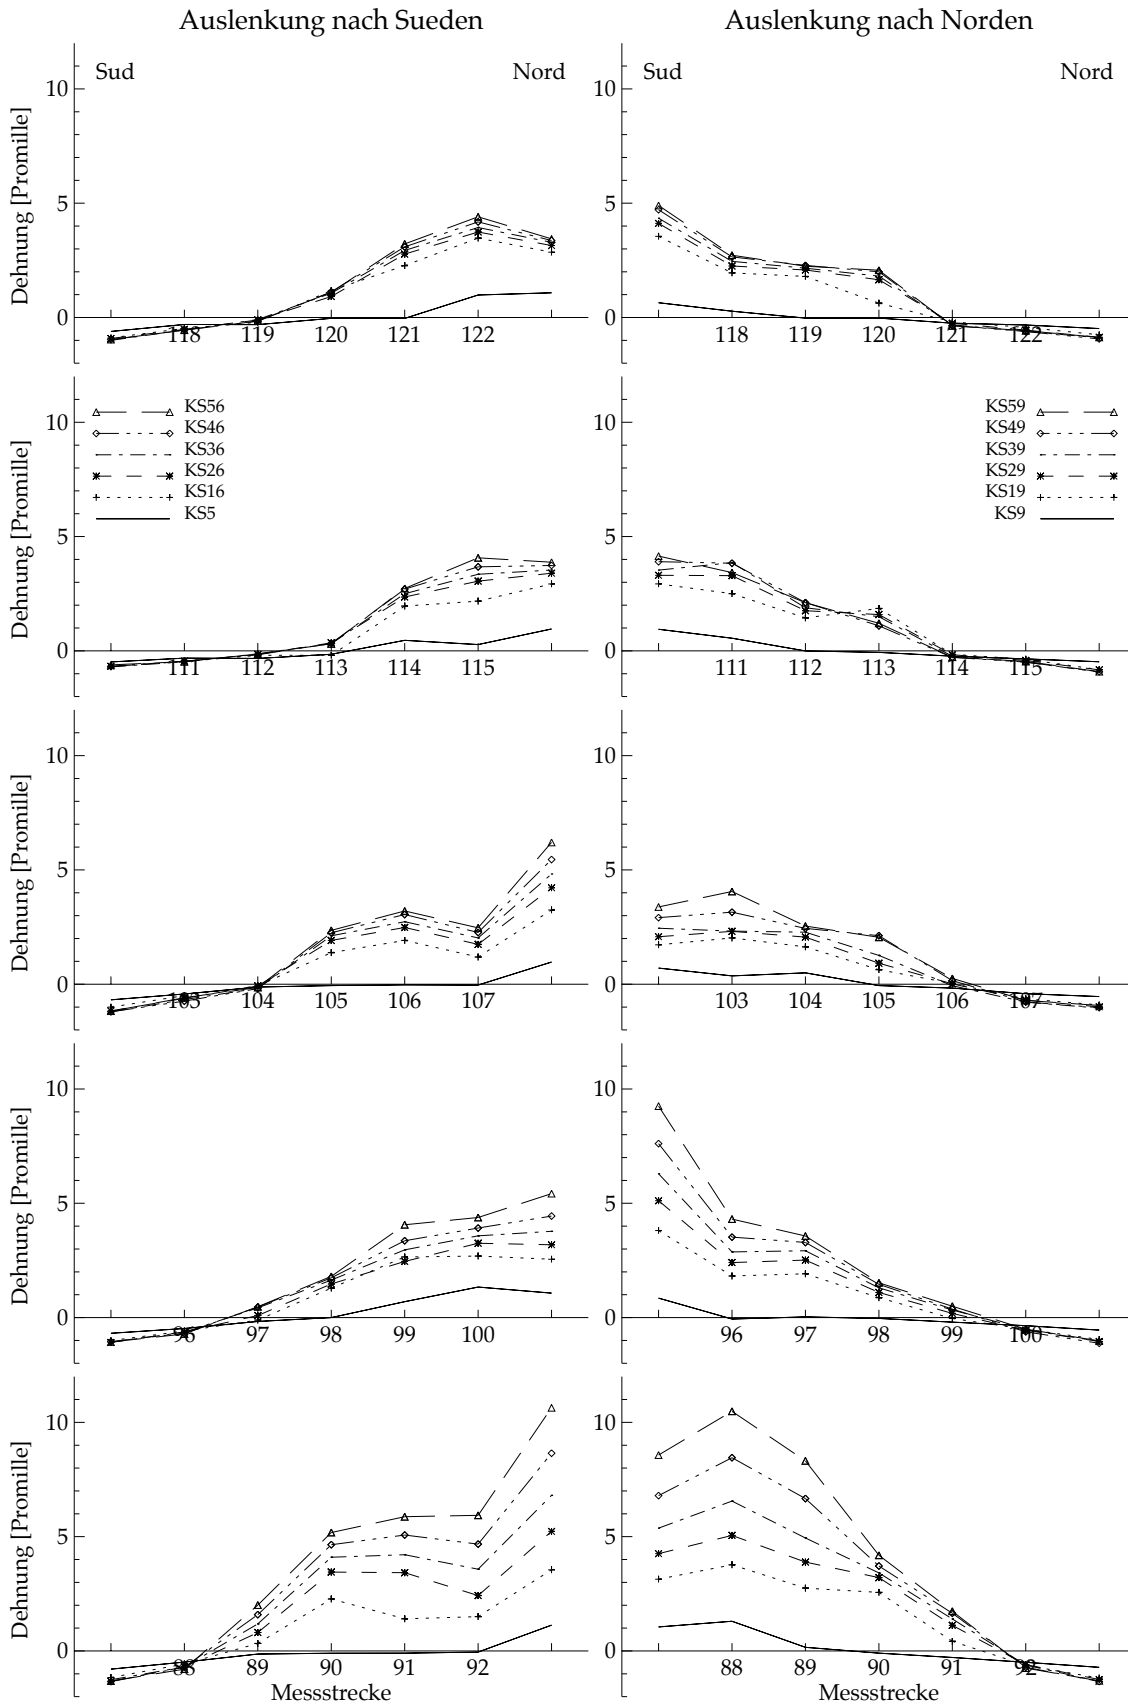 Auslenkung nach Sueden
Auslenkung nach Norden
Sud Nord
Sud Nord
Dehnung [Promille]
10
5
0
118 119 120 121 122
10
5
0
118 119 120 121 122
Dehnung [Promille]
10
5
0
KS56
KS46
KS36
KS26
KS16
KS5
111 112 113 114 115
10
5
0
KS59
KS49
KS39
KS29
KS19
KS9
111 112 113 114 115
Dehnung [Promille]
10
5
0
103 104 105 106 107
10
5
0
103 104 105 106 107
Dehnung [Promille]
10
5
0
96 97 98 99 100
10
5
0
96 97 98 99 100
Dehnung [Promille]
10
5
0
88 89 90 91 92
Messstrecke
10
5
0
88 89 90 91 92
Messstrecke